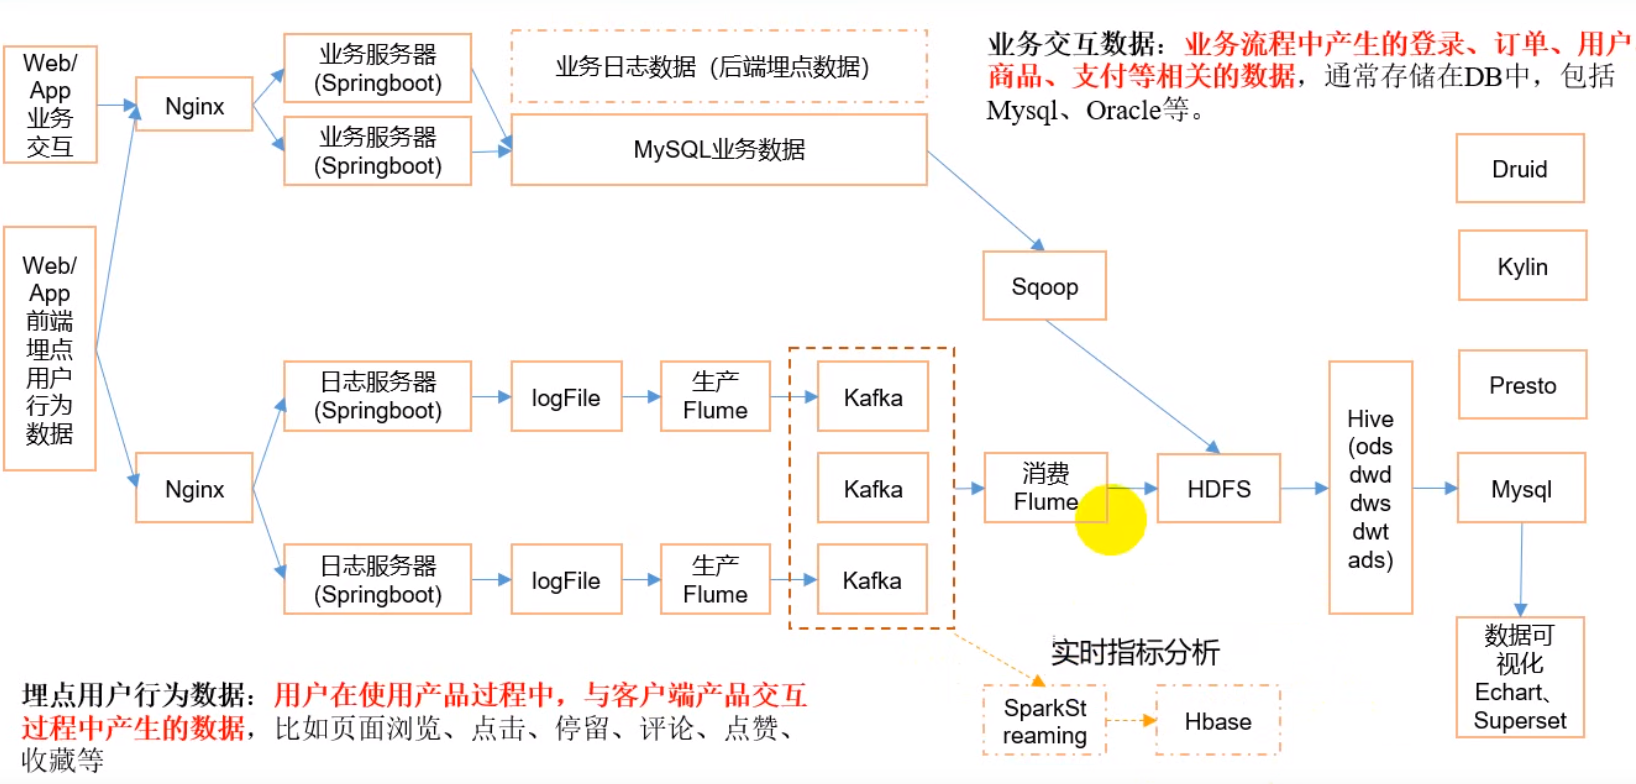 Web/
App
业务
交互
Nginx
业务服务器
(Springboot)
业务服务器
(Springboot)
业务日志数据（后端埋点数据）
MySQL业务数据
业务交互数据：业务流程中产生的登录、订单、用户
商品、支付等相关的数据，通常存储在DB中，包括
Mysql、Oracle等。
Web/
App
前端
埋点
用户
行为
数据
Nginx
日志服务器
(Springboot)
logFile
生产
Flume
Kafka
Kafka
日志服务器
(Springboot)
logFile
生产
Flume
Kafka
Sqoop
消费
Flume
HDFS
Hive
(ods
dwd
dws
dwt
ads)
Druid
Kylin
Presto
Mysql
数据可
视化
Echart、
Superset
实时指标分析
SparkSt
reaming
Hbase
埋点用户行为数据：用户在使用产品过程中，与客户端产品交互
过程中产生的数据，比如页面浏览、点击、停留、评论、点赞、
收藏等